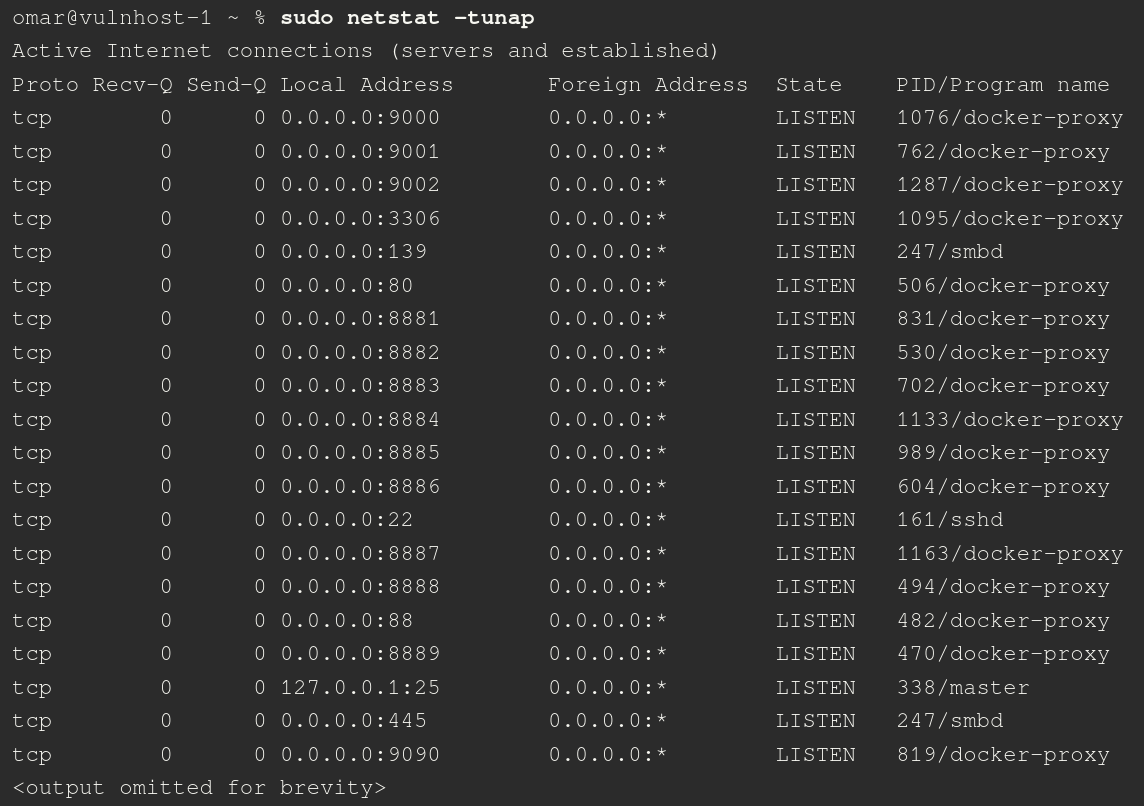 omar@vulnhost-1 ~ % sudo netstat -tunap
Active Internet connections (servers and established)
Proto Recv-Q Send-Q Local Address       Foreign Address  State    PID/Program name
tcp        0      0 0.0.0.0:9000        0.0.0.0:*        LISTEN   1076/docker-proxy
tcp        0      0 0.0.0.0:9001        0.0.0.0:*        LISTEN   762/docker-proxy
tcp        0      0 0.0.0.0:9002        0.0.0.0:*        LISTEN   1287/docker-proxy
tcp        0      0 0.0.0.0:3306        0.0.0.0:*        LISTEN   1095/docker-proxy
tcp        0      0 0.0.0.0:139         0.0.0.0:*        LISTEN   247/smbd
tcp        0      0 0.0.0.0:80          0.0.0.0:*        LISTEN   506/docker-proxy
tcp        0      0 0.0.0.0:8881        0.0.0.0:*        LISTEN   831/docker-proxy
tcp        0      0 0.0.0.0:8882        0.0.0.0:*        LISTEN   530/docker-proxy
tcp        0      0 0.0.0.0:8883        0.0.0.0:*        LISTEN   702/docker-proxy
tcp        0      0 0.0.0.0:8884        0.0.0.0:*        LISTEN   1133/docker-proxy
tcp        0      0 0.0.0.0:8885        0.0.0.0:*        LISTEN   989/docker-proxy
tcp        0      0 0.0.0.0:8886        0.0.0.0:*        LISTEN   604/docker-proxy
tcp        0      0 0.0.0.0:22          0.0.0.0:*        LISTEN   161/sshd
tcp        0      0 0.0.0.0:8887        0.0.0.0:*        LISTEN   1163/docker-proxy
tcp        0      0 0.0.0.0:8888        0.0.0.0:*        LISTEN   494/docker-proxy
tcp        0      0 0.0.0.0:88          0.0.0.0:*        LISTEN   482/docker-proxy
tcp        0      0 0.0.0.0:8889        0.0.0.0:*        LISTEN   470/docker-proxy
tcp        0      0 127.0.0.1:25        0.0.0.0:*        LISTEN   338/master
tcp        0      0 0.0.0.0:445         0.0.0.0:*        LISTEN   247/smbd
tcp        0      0 0.0.0.0:9090        0.0.0.0:*        LISTEN   819/docker-proxy
<output omitted for brevity>